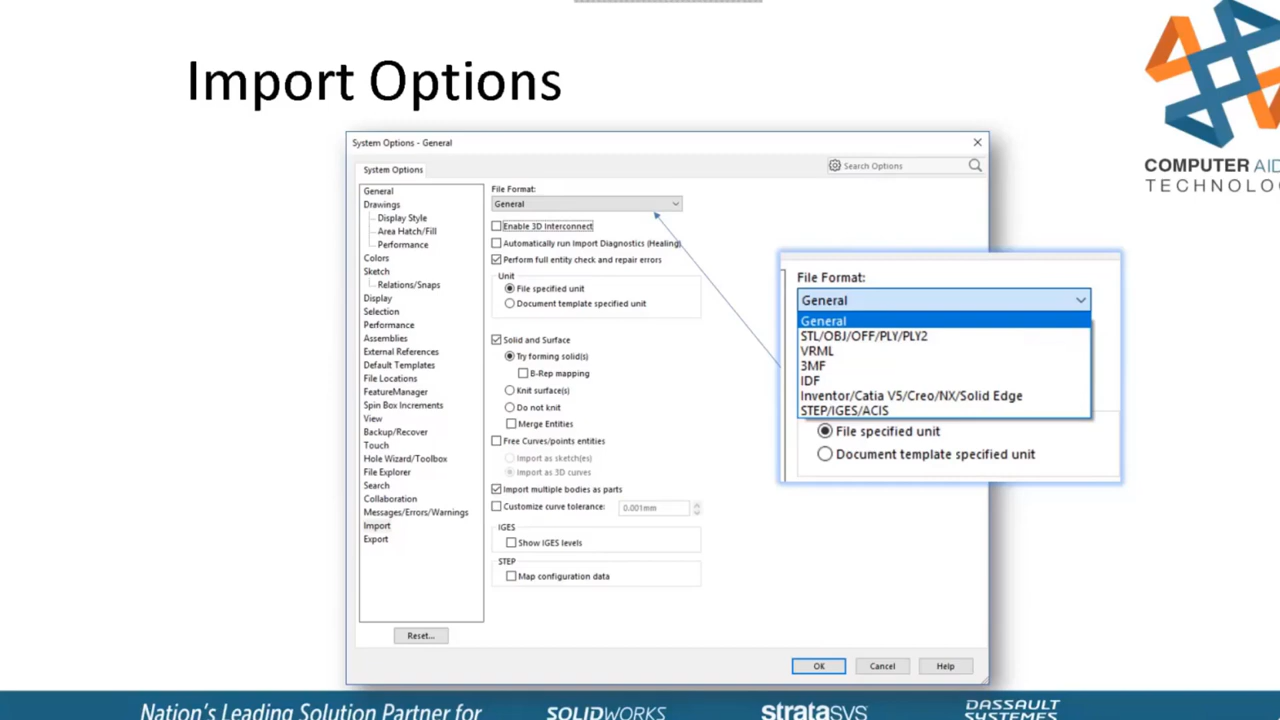 Import Options
COMPUTER AID
TECHNOLO
System Options - General
System Options
Search Options
General
Drawings
Display Style
Area Hatch/Fill
Performance
Colors
Sketch
Relations/Snaps
Display
Selection
Performance
Assemblies
External References
Default Templates
File Locations
FeatureManager
Spin Box Increments
View
Backup/Recover
Touch
Hole Wizard/Toolbox
File Explorer
Search
Collaboration
Messages/Errors/Warnings
Import
Export
Reset...
File Format:
General
Enable 3D Interconnect
Automatically run Import Diagnostics (Healing)
Perform full entity check and repair errors
Unit
File specified unit
Document template specified unit
Solid and Surface
Try forming solid(s)
B-Rep mapping
Knit surface(s)
Do not knit
Merge Entities
Free Curves/points entities
Import as sketch(es)
Import as 3D curves
Import multiple bodies as parts
Customize curve tolerance: 0.001mm
IGES
Show IGES levels
STEP
Map configuration data
OK Cancel Help
File Format:
General
General
STL/OBJ/OFF/PLY/PLY2
VRML
3MF
IDF
Inventor/Catia V5/Creo/NX/Solid Edge
STEP/IGES/ACIS
File specified unit
Document template specified unit
Nation's Leading Solution Partner for
SOLIDWORKS
stratasys
DASSAULT
SYSTEMES